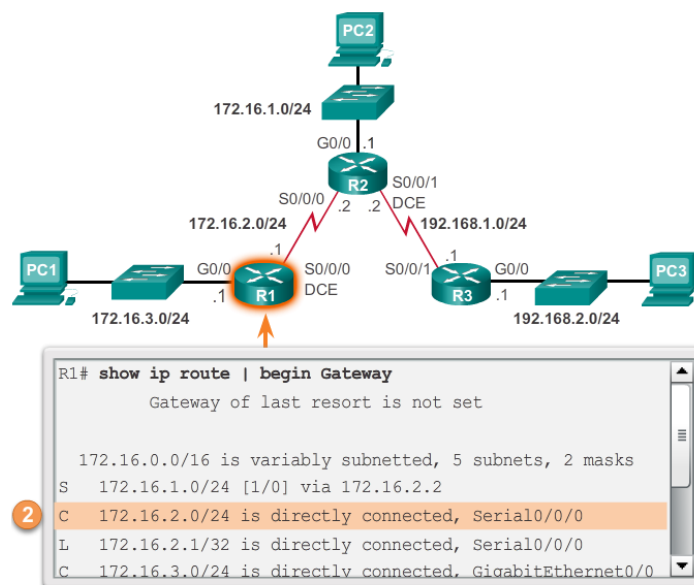 PC2
172.16.1.0/24
G0/0 .1
R2
S0/0/0
S0/0/1
DCE
.2 .2
172.16.2.0/24
192.168.1.0/24
.1 .1
PC1
G0/0
S0/0/0
S0/0/1
G0/0
PC3
.1
R1
DCE
R3
.1
172.16.3.0/24
192.168.2.0/24
R1# show ip route | begin Gateway
Gateway of last resort is not set
172.16.0.0/16 is variably subnetted, 5 subnets, 2 masks
S 172.16.1.0/24 [1/0] via 172.16.2.2
2
C 172.16.2.0/24 is directly connected, Serial0/0/0
L 172.16.2.1/32 is directly connected, Serial0/0/0
C 172.16.3.0/24 is directly connected, GigabitEthernet0/0